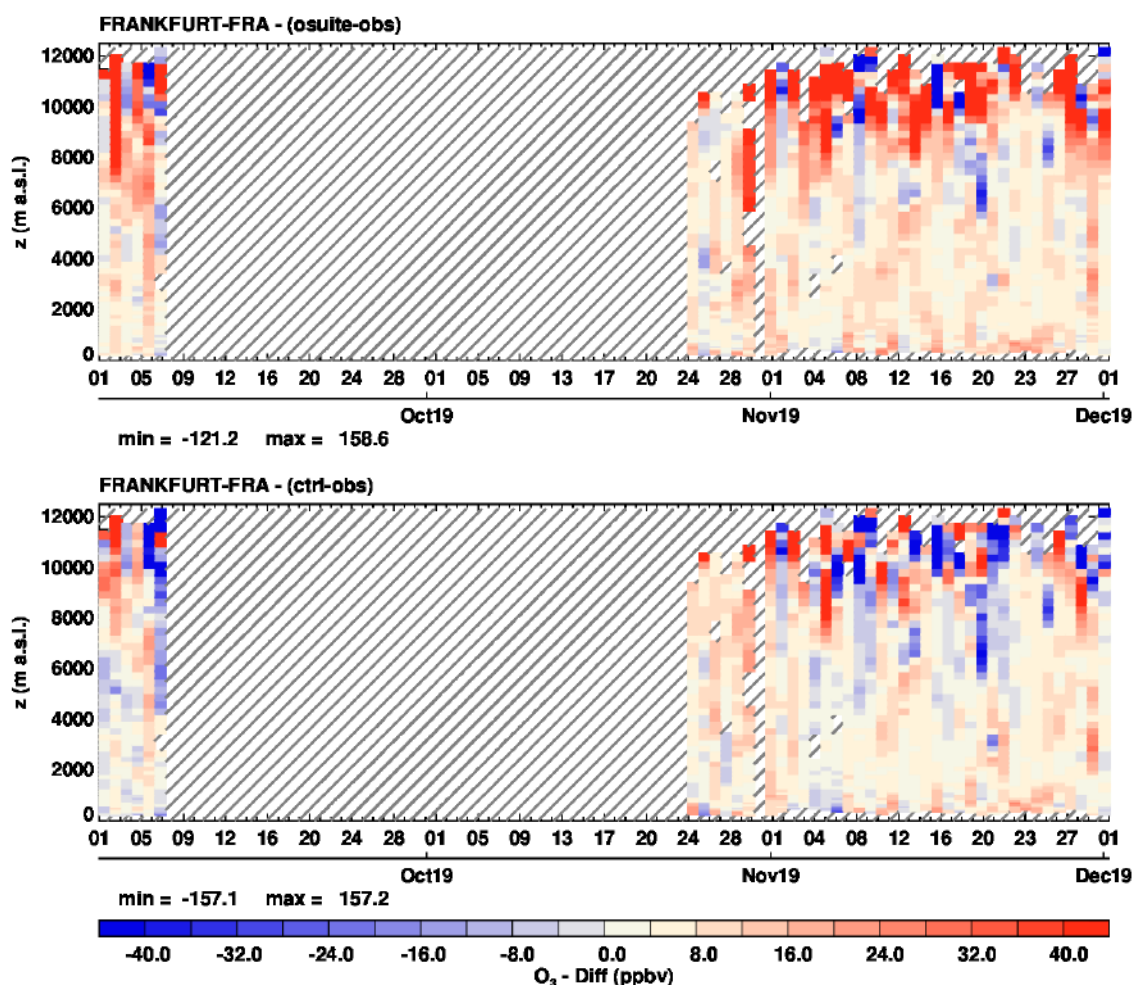 FRANKFURT-FRA - (osuite-obs)
12000
10000
8000
6000
4000
2000
0
z (m a.s.l.)
01 05 09 12 16 20 24 28 01 05 09 13 17 20 24 28 01 04 08 12 16 20 23 27 01
Oct19 Nov19 Dec19
min = -121.2 max = 158.6
FRANKFURT-FRA - (ctrl-obs)
12000
10000
8000
6000
4000
2000
0
z (m a.s.l.)
01 05 09 12 16 20 24 28 01 05 09 13 17 20 24 28 01 04 08 12 16 20 23 27 01
Oct19 Nov19 Dec19
min = -157.1 max = 157.2
-40.0 -32.0 -24.0 -16.0 -8.0 0.0 8.0 16.0 24.0 32.0 40.0
O₃ - Diff (ppbv)